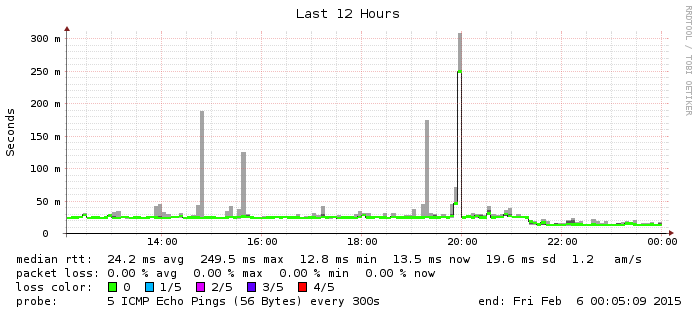 Last 12 Hours
RRDTOOL / TOBI OETIKER
Seconds
300 m
250 m
200 m
150 m
100 m
50 m
0
14:00 16:00 18:00 20:00 22:00 00:00
median rtt: 24.2 ms avg 249.5 ms max 12.8 ms min 13.5 ms now 19.6 ms sd 1.2 am/s
packet loss: 0.00 % avg 0.00 % max 0.00 % min 0.00 % now
loss color: 0 1/5 2/5 3/5 4/5
probe: 5 ICMP Echo Pings (56 Bytes) every 300s end: Fri Feb 6 00:05:09 2015